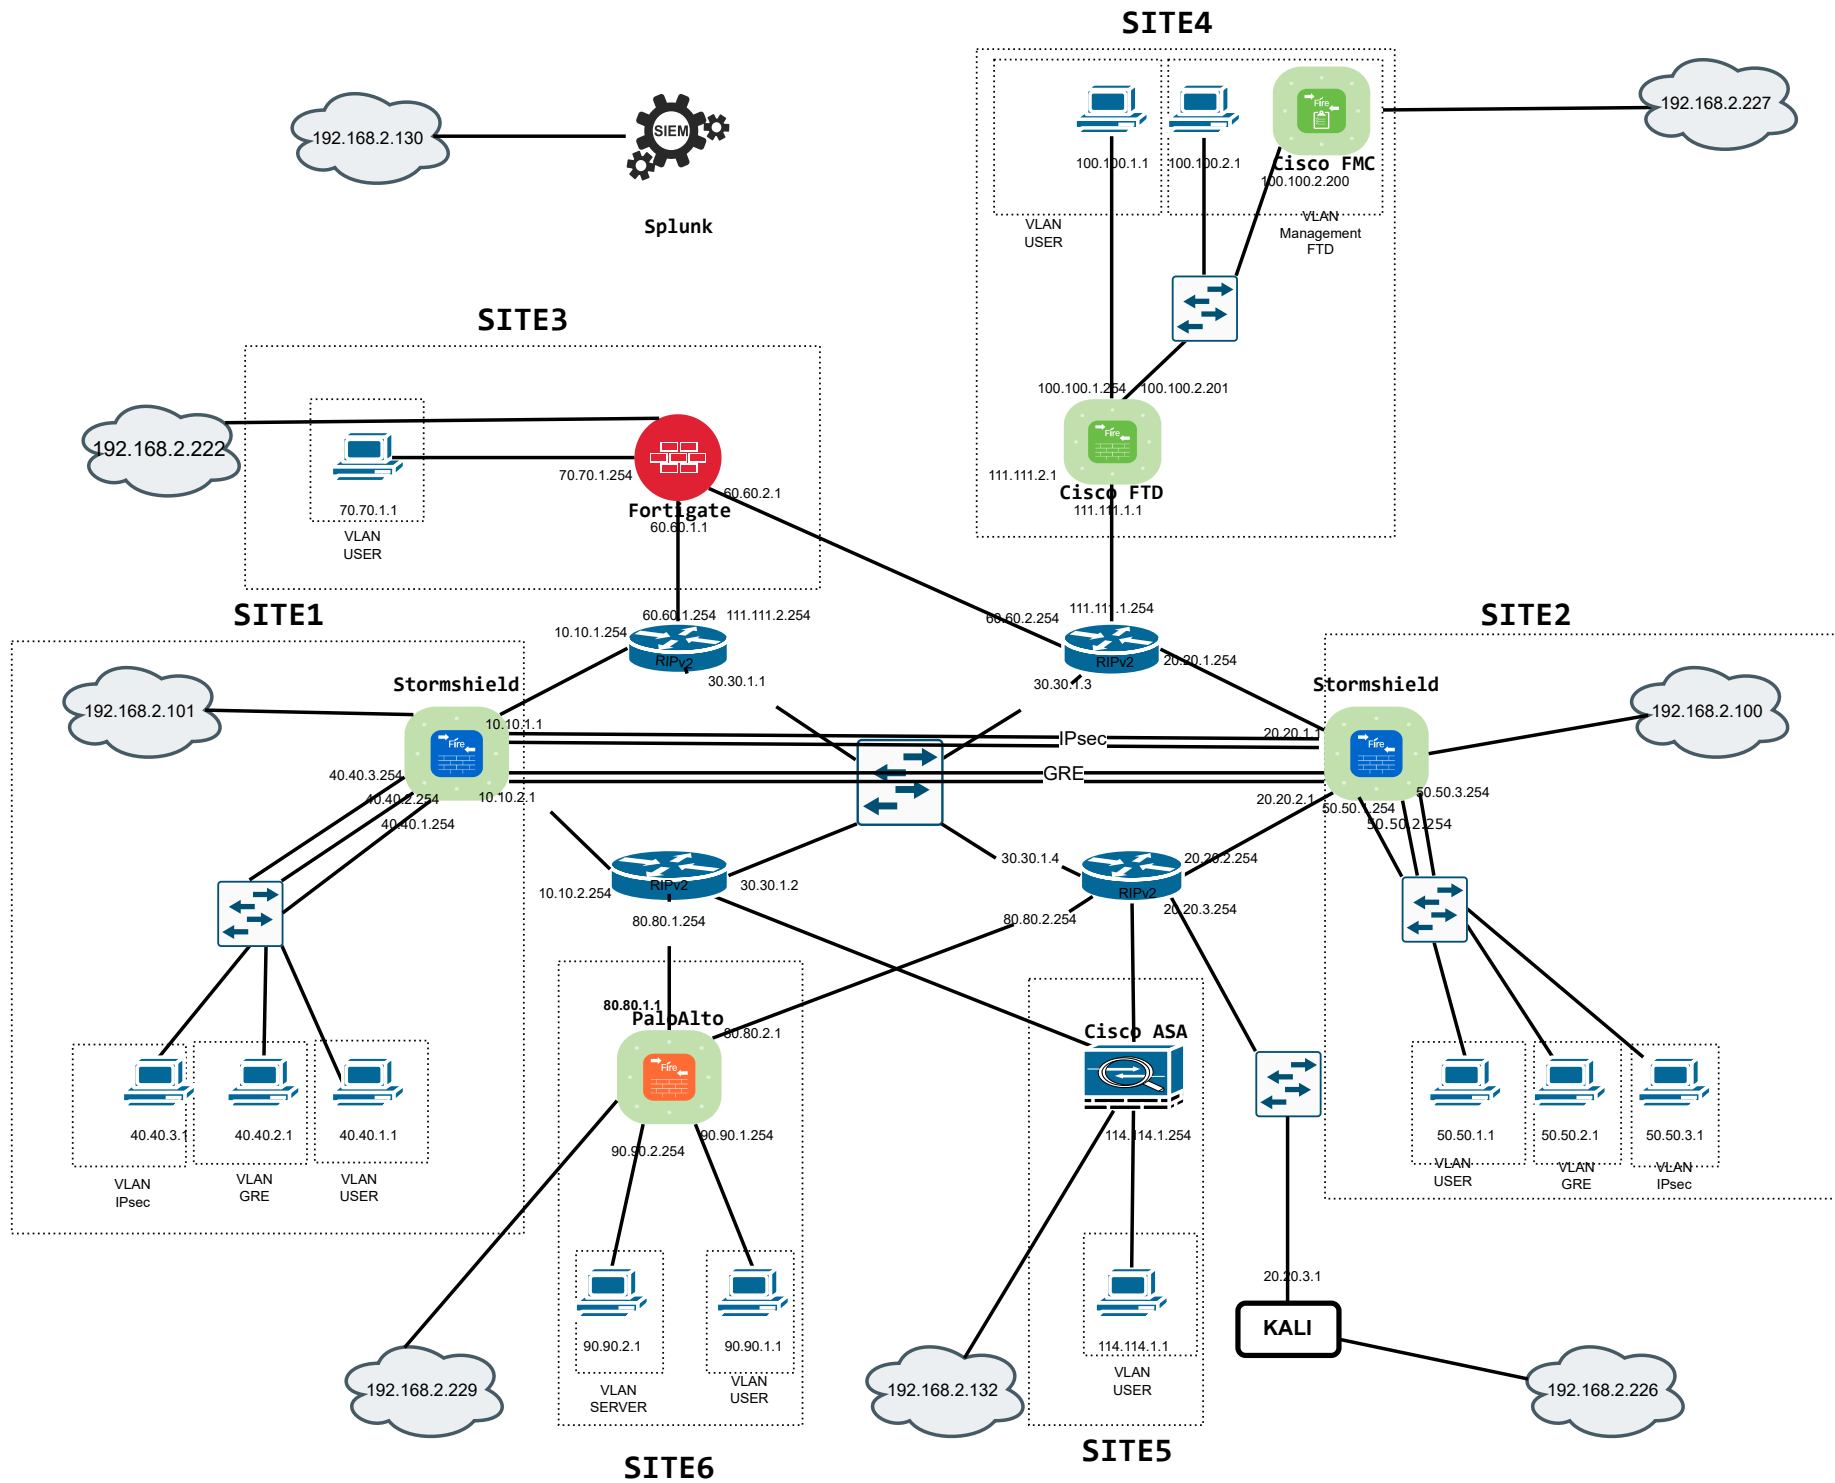 SITE4
192.168.2.130
SIEM
Splunk
192.168.2.227
Fire
Cisco FMC
100.100.1.1
100.100.2.1
100.100.2.200
VLAN
USER
VLAN
Management
FTD
SITE3
192.168.2.222
70.70.1.254
70.70.1.1
VLAN
USER
60.60.2.1
Fortigate
60.60.1.1
100.100.1.254
100.100.2.201
Fire
111.111.2.1
Cisco FTD
111.111.1.1
SITE1
SITE2
60.60.1.254
111.111.2.254
10.10.1.254
RIPv2
30.30.1.1
111.111.1.254
60.60.2.254
RIPv2
20.20.1.254
30.30.1.3
192.168.2.101
Stormshield
10.10.1.1
Fire
40.40.3.254
40.40.2.254
10.10.2.1
40.40.1.254
IPsec
GRE
Stormshield
192.168.2.100
20.20.1.1
Fire
20.20.2.1
50.50.1.254
50.50.3.254
50.50.2.254
10.10.2.254
RIPv2
30.30.1.2
80.80.1.254
30.30.1.4
20.20.2.254
RIPv2
20.20.3.254
80.80.2.254
40.40.3.1
40.40.2.1
40.40.1.1
VLAN
IPsec
VLAN
GRE
VLAN
USER
80.80.1.1
PaloAlto
80.80.2.1
Fire
90.90.1.254
90.90.2.254
Cisco ASA
114.114.1.254
50.50.1.1
50.50.2.1
50.50.3.1
VLAN
USER
VLAN
GRE
VLAN
IPsec
90.90.2.1
90.90.1.1
VLAN
SERVER
VLAN
USER
114.114.1.1
VLAN
USER
20.20.3.1
KALI
192.168.2.229
192.168.2.132
192.168.2.226
SITE6
SITE5